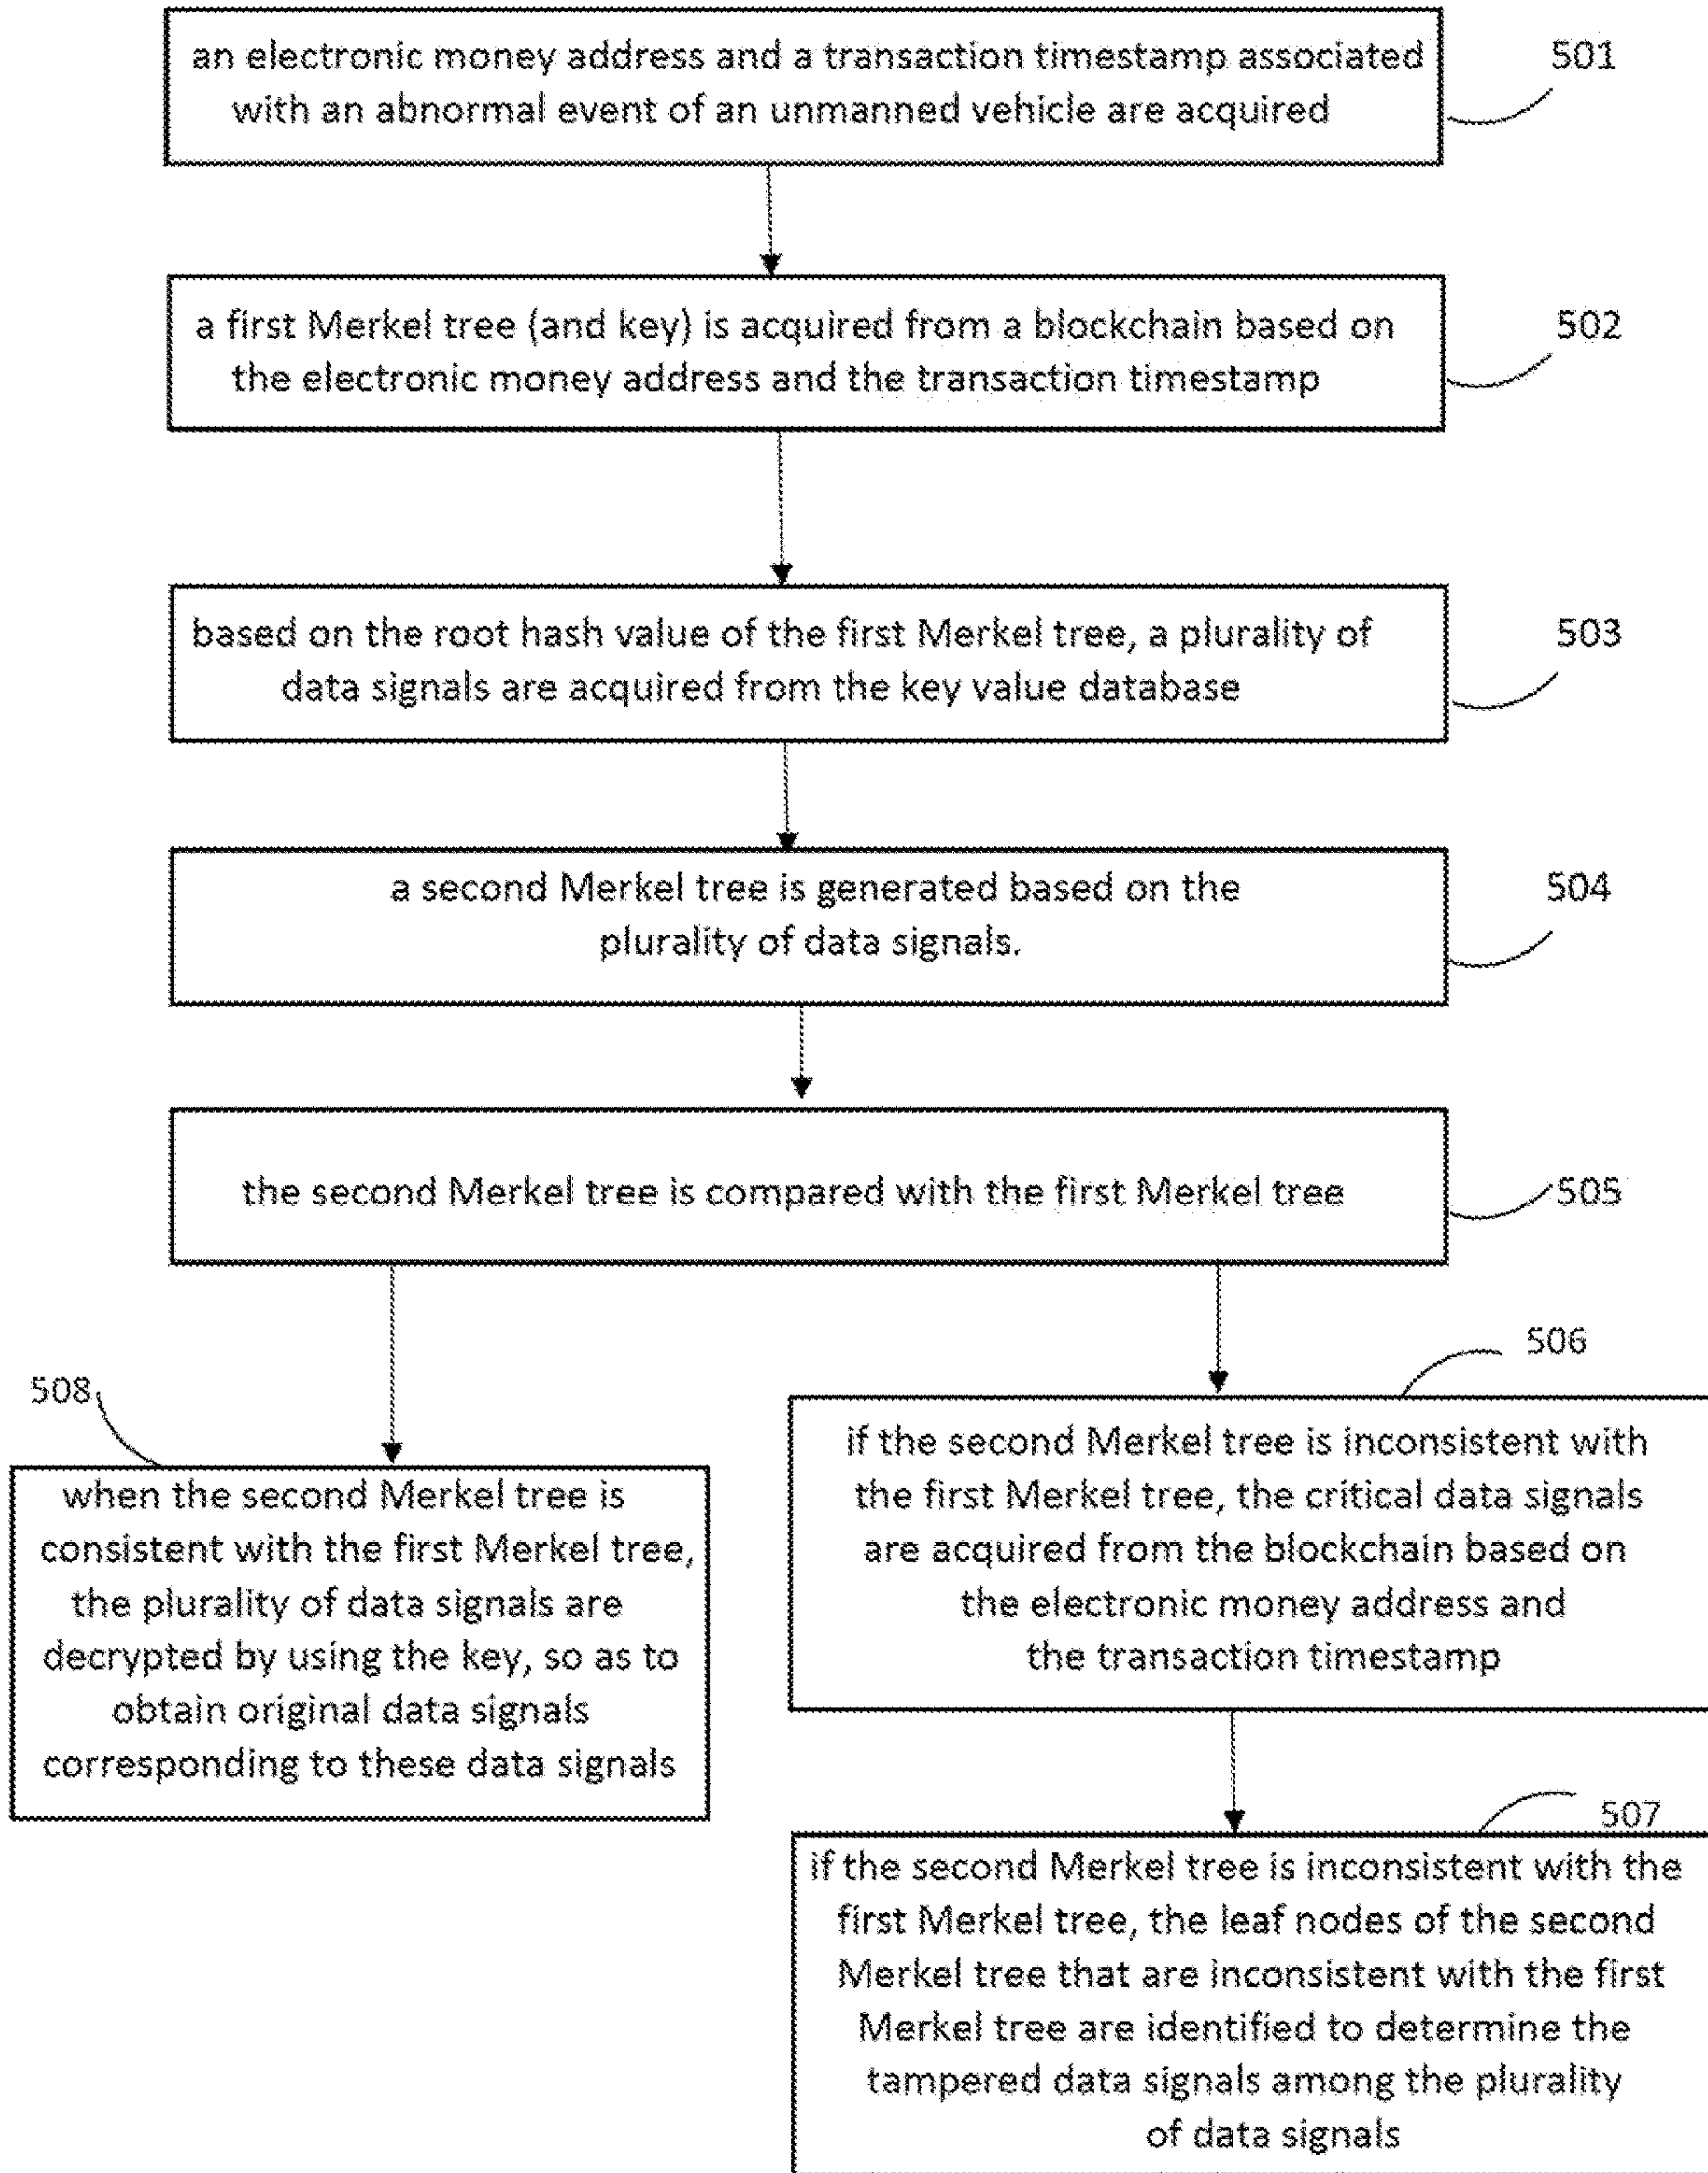 an electronic money address and a transaction timestamp associated
with an abnormal event of an unmanned vehicle are acquired
501
a first Merkel tree (and key) is acquired from a blockchain based on
the electronic money address and the transaction timestamp
502
based on the root hash value of the first Merkel tree, a plurality of
data signals are acquired from the key value database
503
a second Merkel tree is generated based on the
plurality of data signals.
504
the second Merkel tree is compared with the first Merkel tree
505
508
when the second Merkel tree is
consistent with the first Merkel tree,
the plurality of data signals are
decrypted by using the key, so as to
obtain original data signals
corresponding to these data signals
506
if the second Merkel tree is inconsistent with
the first Merkel tree, the critical data signals
are acquired from the blockchain based on
the electronic money address and
the transaction timestamp
507
if the second Merkel tree is inconsistent with the
first Merkel tree, the leaf nodes of the second
Merkel tree that are inconsistent with the first
Merkel tree are identified to determine the
tampered data signals among the plurality
of data signals